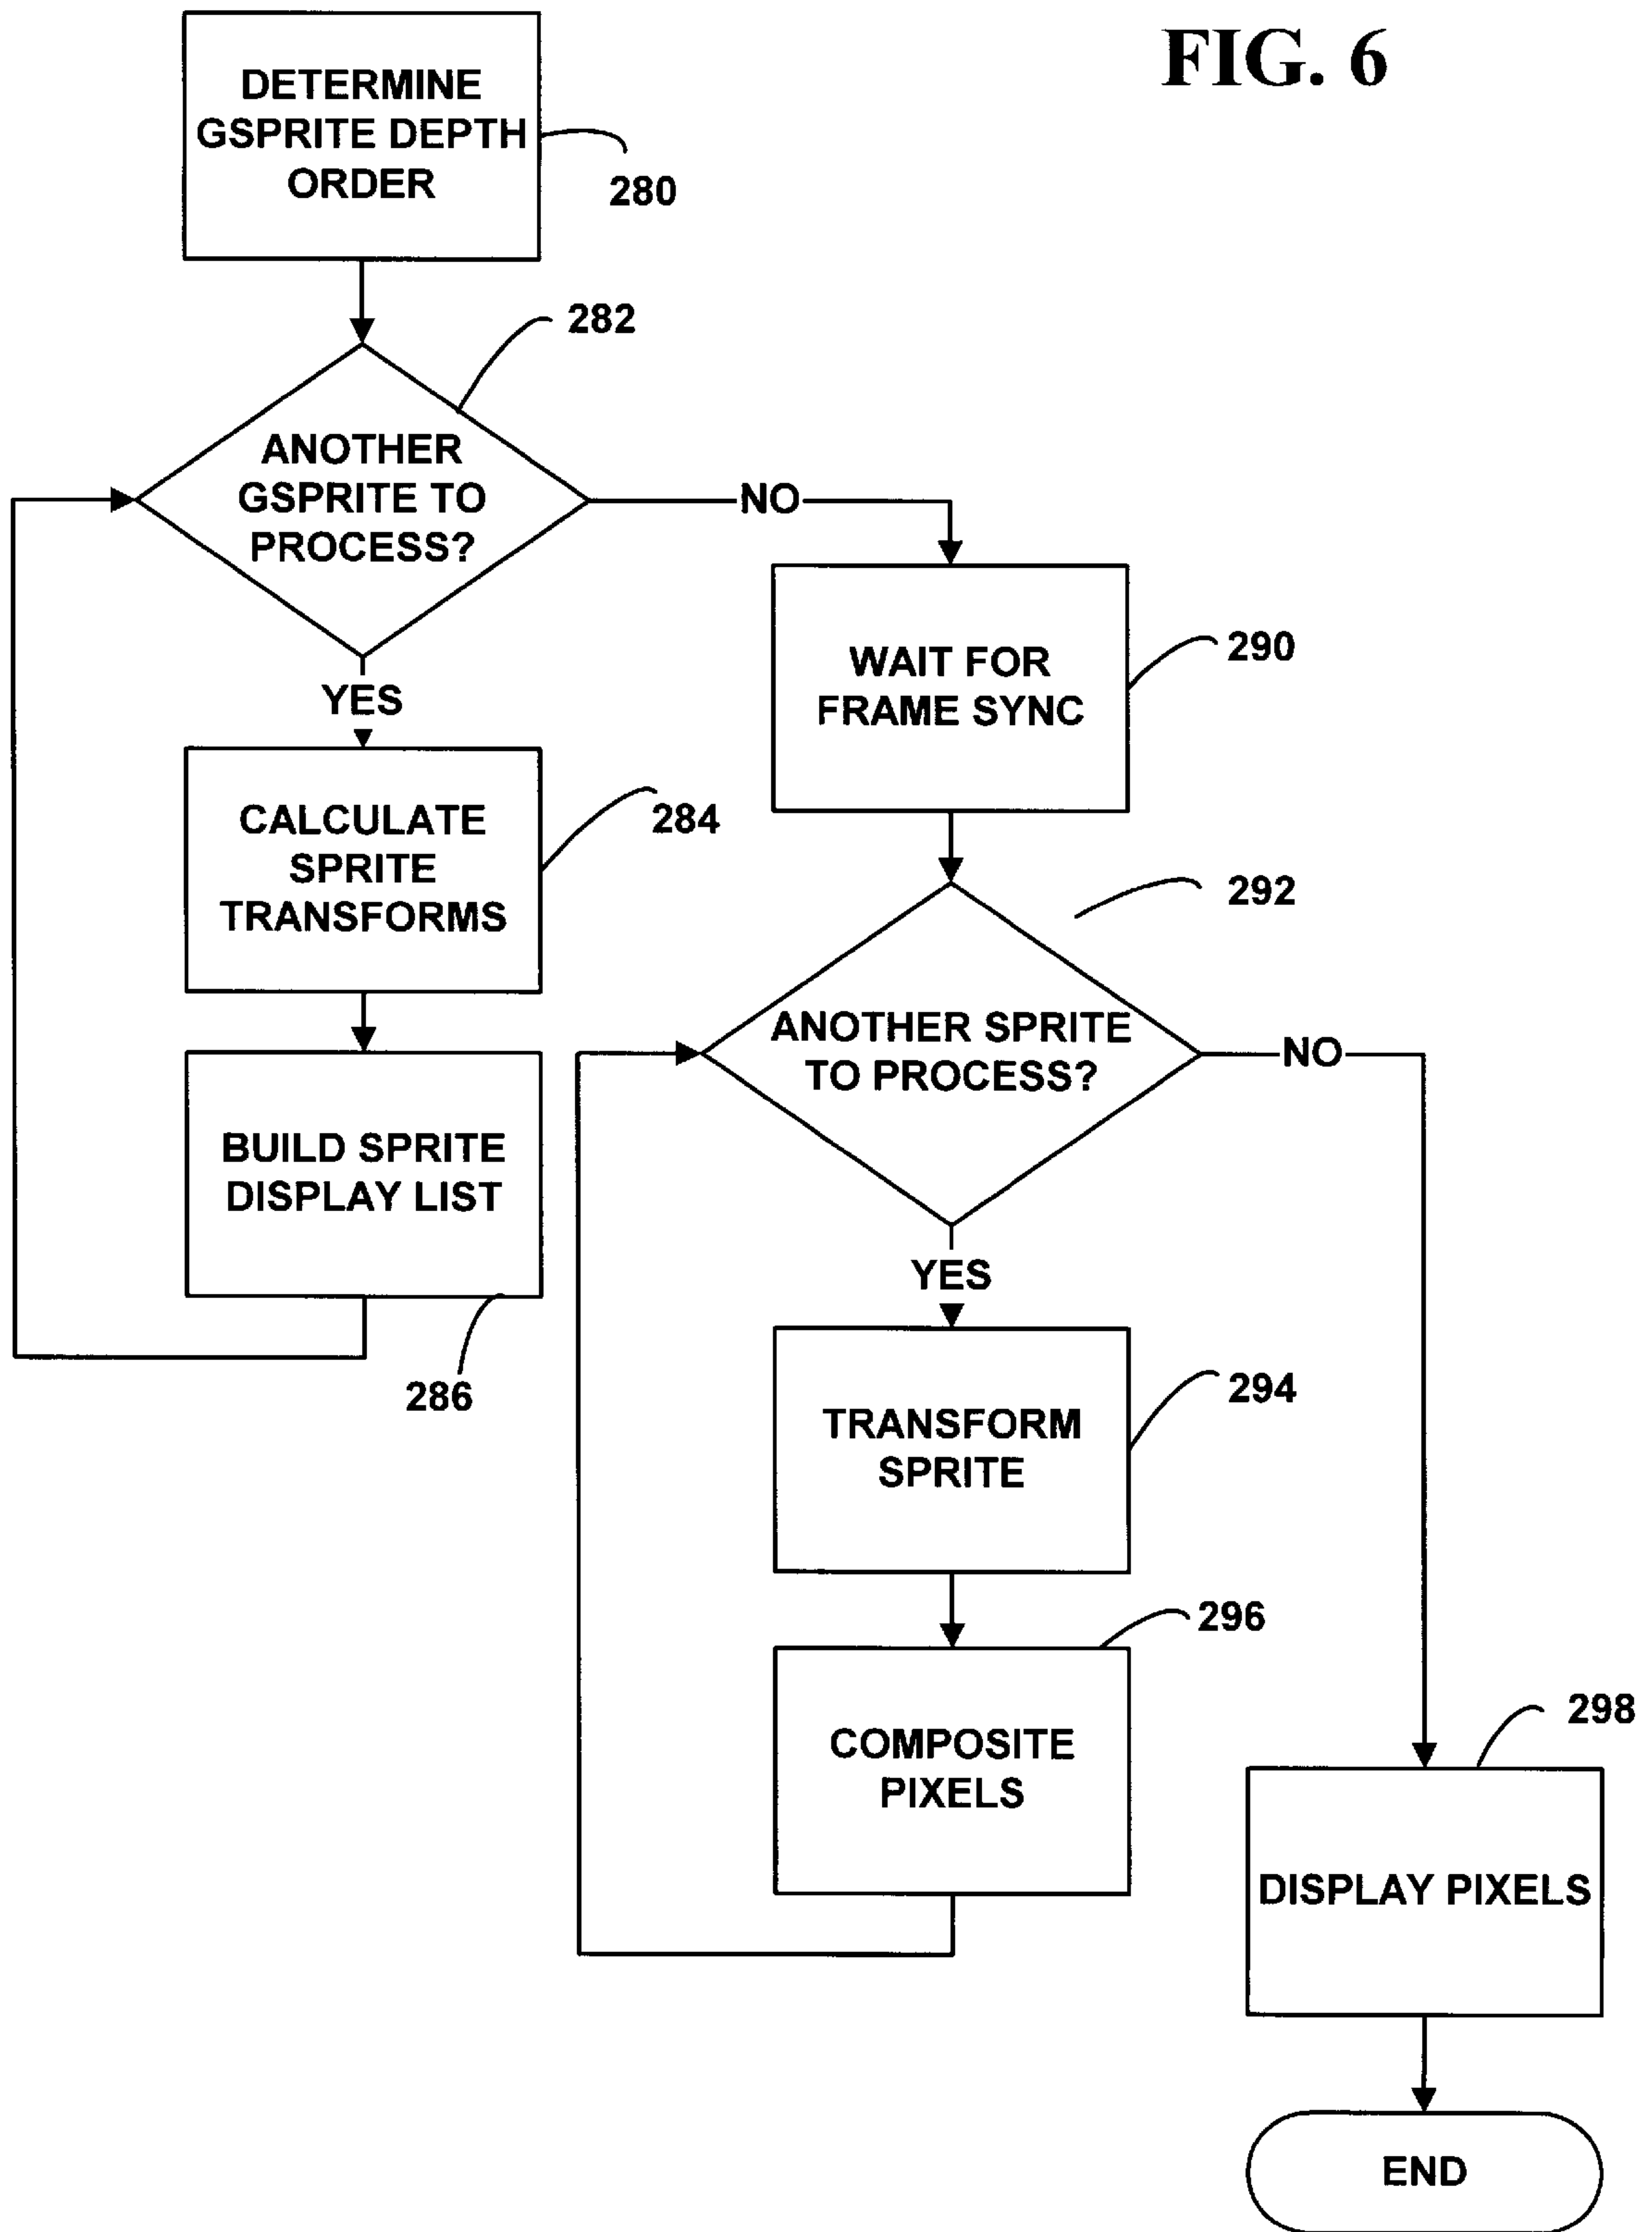 FIG. 6
DETERMINE
GSPRITE DEPTH
ORDER
280
282
ANOTHER
GSPRITE TO
PROCESS?
NO
YES
CALCULATE
SPRITE
TRANSFORMS
284
BUILD SPRITE
DISPLAY LIST
286
WAIT FOR
FRAME SYNC
290
292
ANOTHER SPRITE
TO PROCESS?
NO
YES
TRANSFORM
SPRITE
294
296
COMPOSITE
PIXELS
298
DISPLAY PIXELS
END